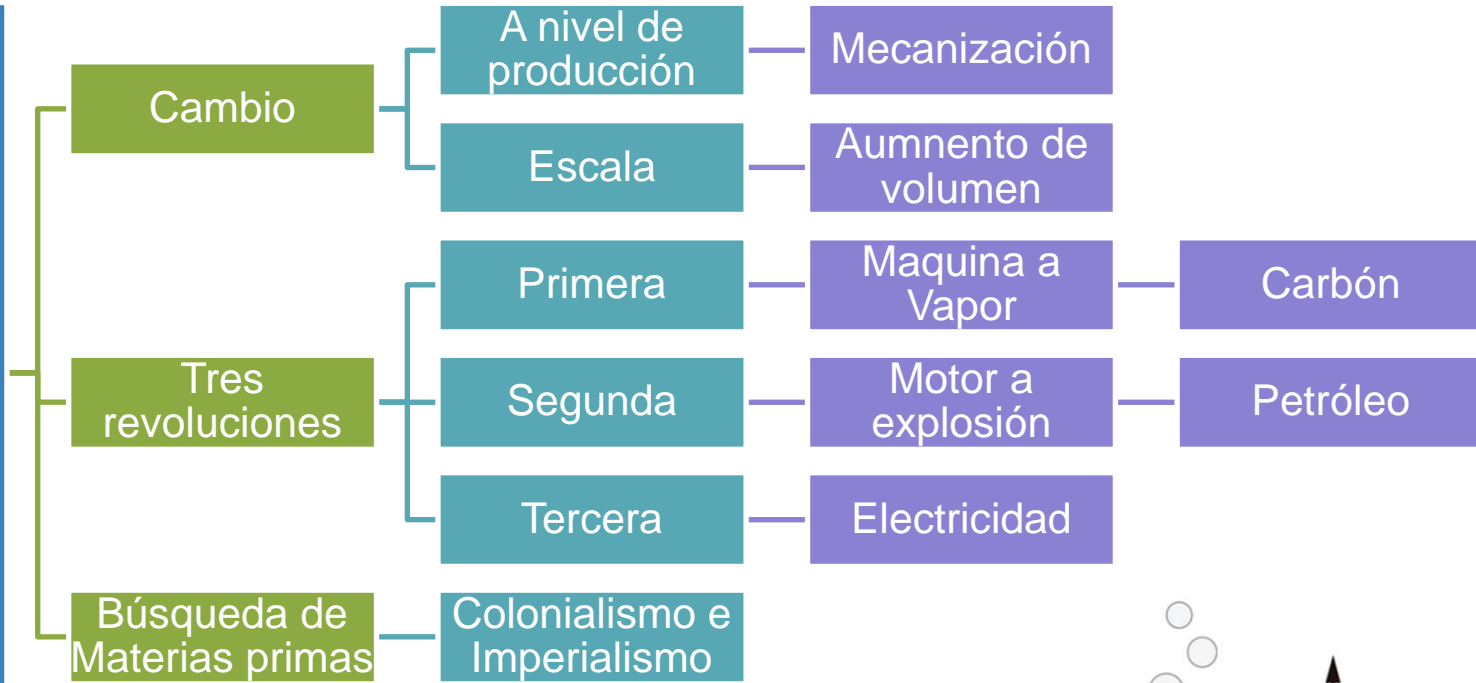 Cambio
A nivel de
producción
Mecanización
Escala
Aumnento de
volumen
Tres
revoluciones
Primera
Maquina a
Vapor
Carbón
Segunda
Motor a
explosión
Petróleo
Tercera
Electricidad
Búsqueda de
Materias primas
Colonialismo e
Imperialismo